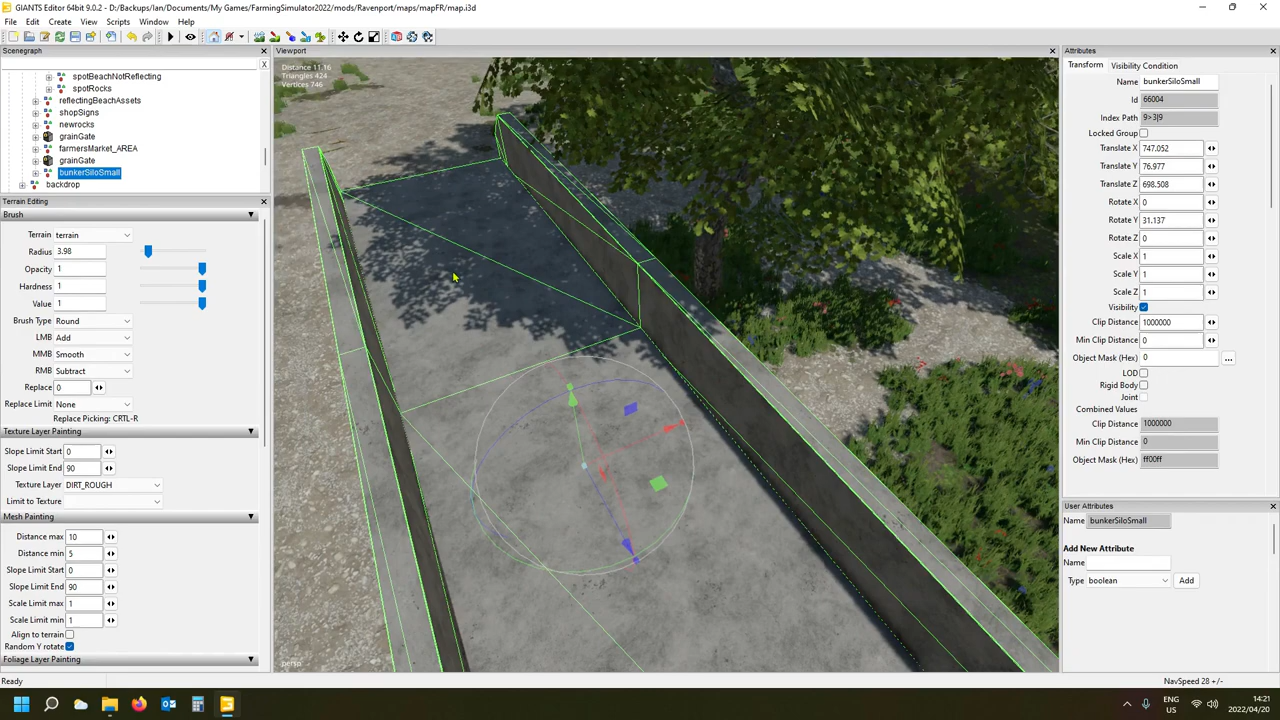 GIANTS Editor 64bit 9.0.2 - D:/Backups/Ian/Documents/My Games/FarmingSimulator2022/mods/Ravenport/maps/mapFR/map.i3d
File Edit Create View Scripts Window Help
Scenegraph
X
spotBeachNotReflecting
spotRocks
reflectingBeachAssets
shopSigns
newrocks
grainGate
farmersMarket_AREA
grainGate
bunkerSiloSmall
backdrop
Terrain Editing
Brush
Terrain terrain
Radius 3.98
Opacity 1
Hardness 1
Value 1
Brush Type Round
LMB Add
MMB Smooth
RMB Subtract
Replace 0
Replace Limit None
Replace Picking: CRTL-R
Texture Layer Painting
Slope Limit Start 0
Slope Limit End 90
Texture Layer DIRT_ROUGH
Limit to Texture
Mesh Painting
Distance max 10
Distance min 5
Slope Limit Start 0
Slope Limit End 90
Scale Limit max 1
Scale Limit min 1
Align to terrain
Random Y rotate
Foliage Layer Painting
Ready
Viewport
Distance 11.16
Triangles 424
Vertices 746
persp
Attributes
Transform Visibility Condition
Name bunkerSiloSmall
Id 66004
Index Path 9>3|9
Locked Group
Translate X 747.052
Translate Y 76.977
Translate Z 698.508
Rotate X 0
Rotate Y 31.137
Rotate Z 0
Scale X 1
Scale Y 1
Scale Z 1
Visibility
Clip Distance 1000000
Min Clip Distance 0
Object Mask (Hex) 0 ...
LOD
Rigid Body
Joint
Combined Values
Clip Distance 1000000
Min Clip Distance 0
Object Mask (Hex) ff00ff
User Attributes
Name bunkerSiloSmall
Add New Attribute
Name
Type boolean Add
NavSpeed 28 +/-
ENG
US
14:21
2022/04/20